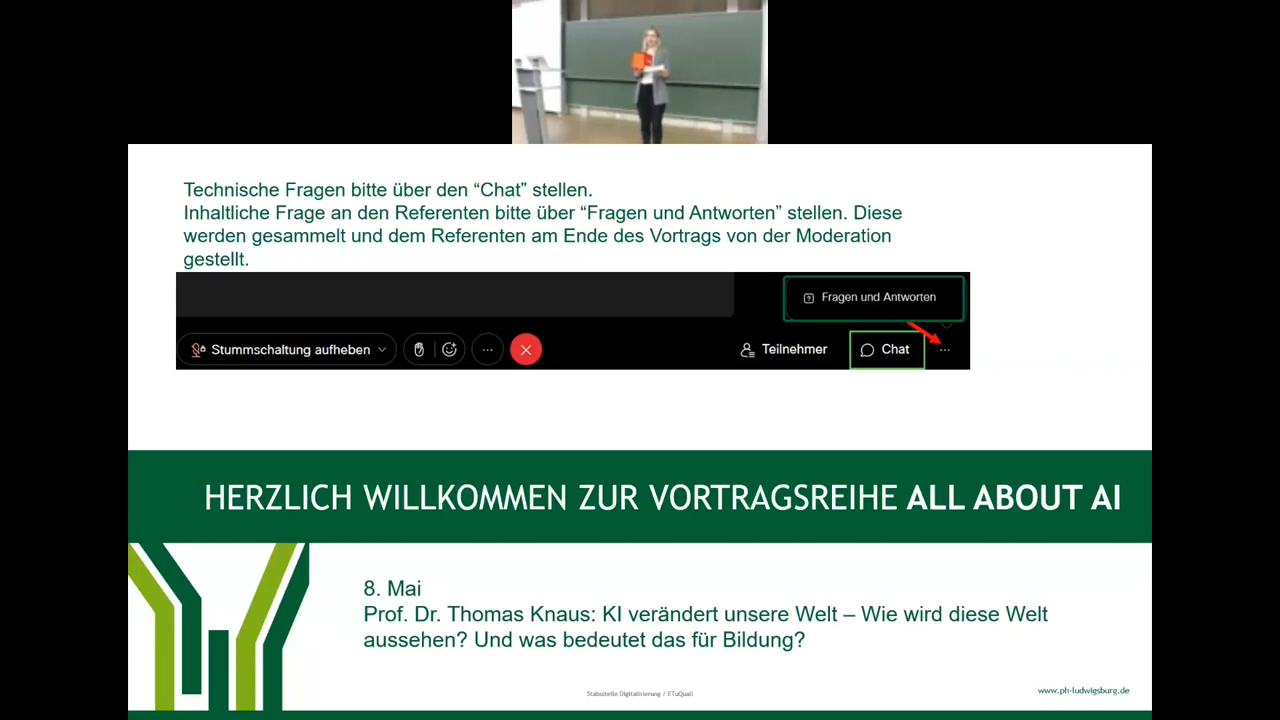 Technische Fragen bitte über den “Chat” stellen.
Inhaltliche Frage an den Referenten bitte über “Fragen und Antworten” stellen. Diese
werden gesammelt und dem Referenten am Ende des Vortrags von der Moderation
gestellt.
Fragen und Antworten
Stummschaltung aufheben
Teilnehmer
Chat
HERZLICH WILLKOMMEN ZUR VORTRAGSREIHE ALL ABOUT AI
8. Mai
Prof. Dr. Thomas Knaus: KI verändert unsere Welt – Wie wird diese Welt
aussehen? Und was bedeutet das für Bildung?
Stabsstelle Digitalisierung / ETuQuali
www.ph-ludwigsburg.de